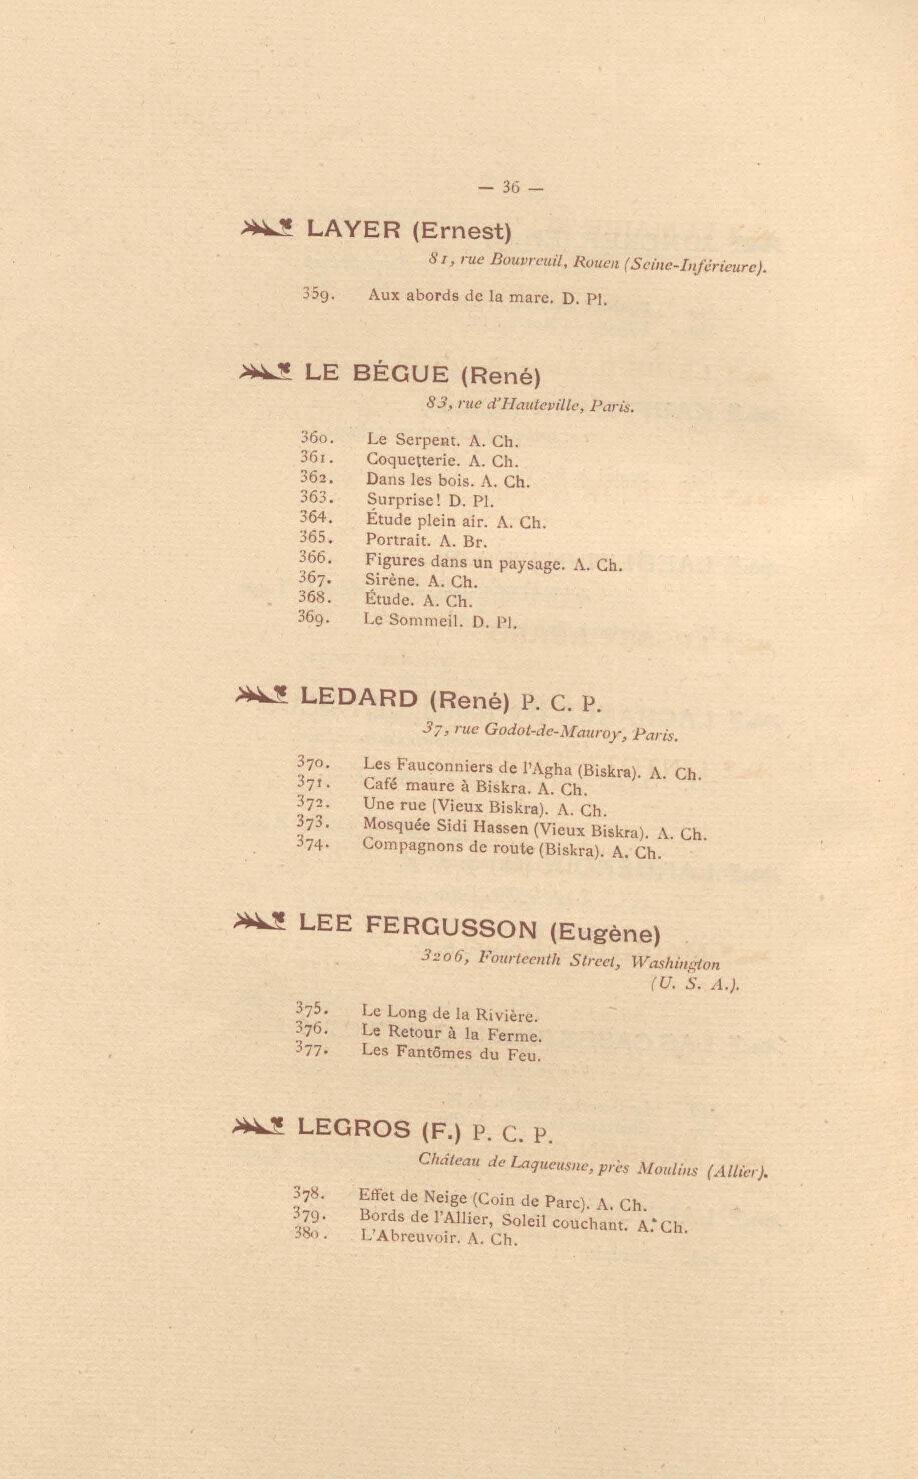 — 36 —
LAYER (Ernest)
81, rue Bouvreuil, Rouen (Seine-Inférieure).
359. Aux abords de la mare. D. Pl.
LE BÉGUE (René)
83, rue d'Hauteville, Paris.
360. Le Serpent. A. Ch.
361. Coquetterie. A. Ch.
362. Dans les bois. A. Ch.
363. Surprise! D. Pl.
364. Étude plein air. A. Ch.
365. Portrait. A. Br.
366. Figures dans un paysage. A. Ch.
367. Sirène. A. Ch.
368. Étude. A. Ch.
369. Le Sommeil. D. Pl.
LEDARD (René) P. C. P.
37, rue Godot-de-Mauroy, Paris.
370. Les Fauconniers de l'Agha (Biskra). A. Ch.
371. Café maure à Biskra. A. Ch.
372. Une rue (Vieux Biskra). A. Ch.
373. Mosquée Sidi Hassen (Vieux Biskra). A. Ch.
374. Compagnons de route (Biskra). A. Ch.
LEE FERGUSSON (Eugène)
3206, Fourteenth Street, Washington
(U. S. A.).
375. Le Long de la Rivière.
376. Le Retour à la Ferme.
377. Les Fantômes du Feu.
LEGROS (F.) P. C. P.
Château de Laqueusne, près Moulins (Allier).
378. Effet de Neige (Coin de Parc). A. Ch.
379. Bords de l'Allier, Soleil couchant. A. Ch.
380. L'Abreuvoir. A. Ch.